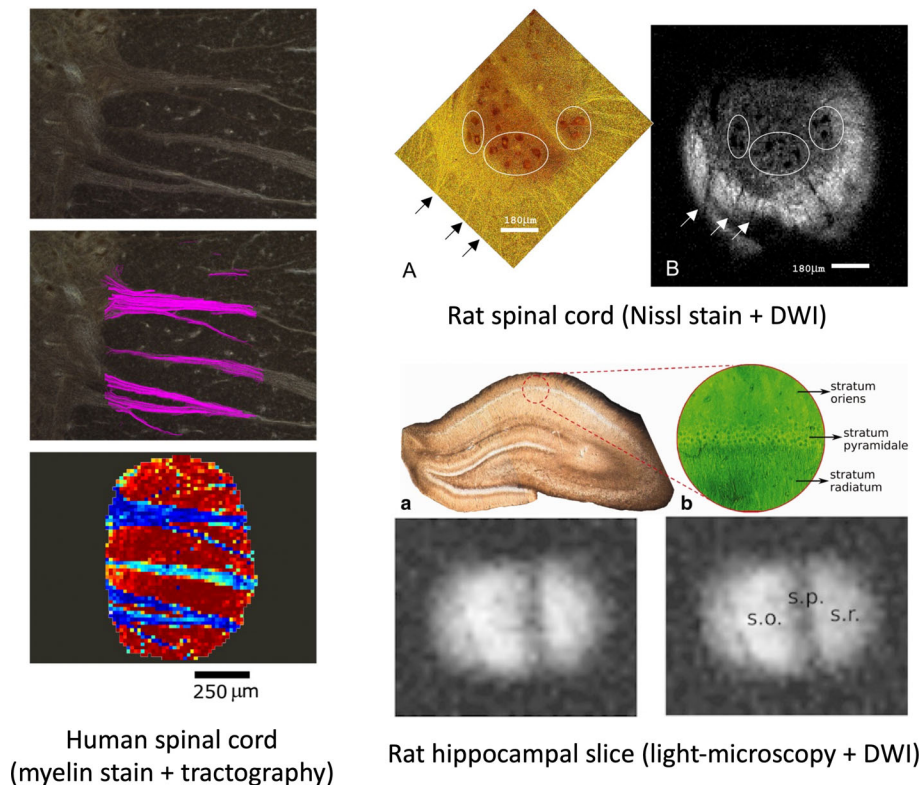 250 μm
Human spinal cord
(myelin stain + tractography)
180μm
A
180μm
B
Rat spinal cord (Nissl stain + DWI)
stratum
oriens
stratum
pyramidale
stratum
radiatum
a
b
s.o.
s.p.
s.r.
Rat hippocampal slice (light-microscopy + DWI)